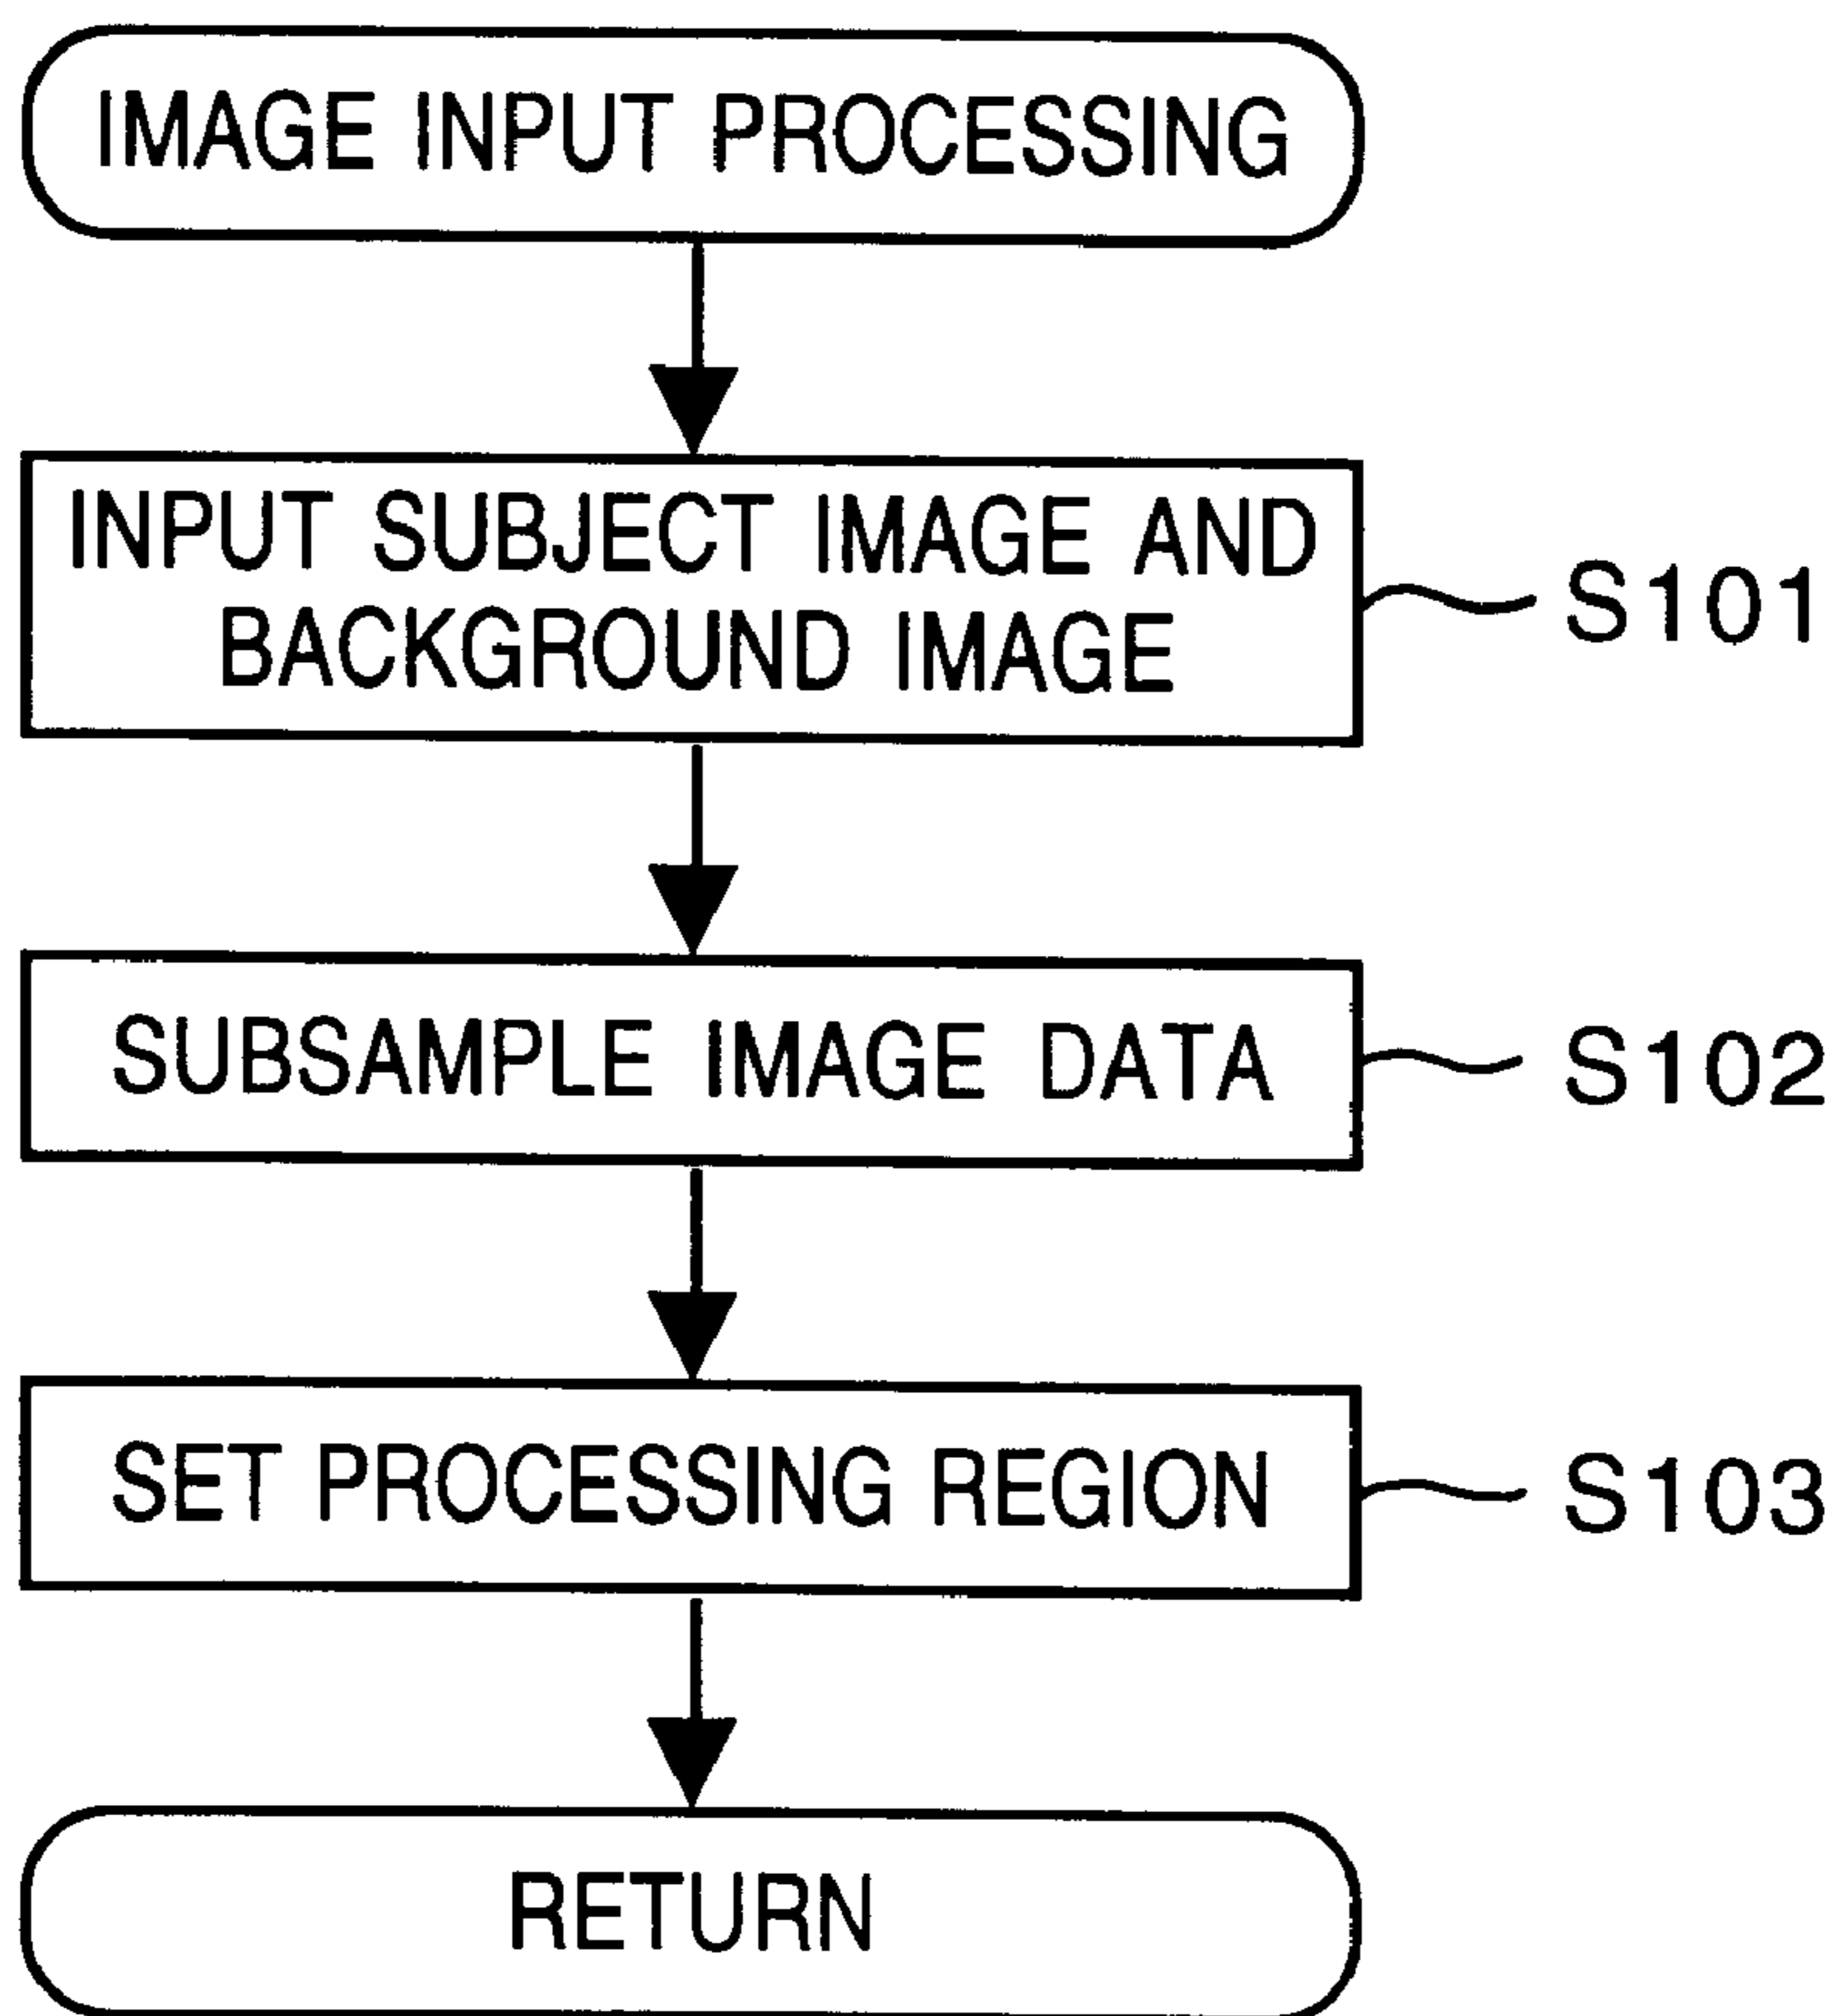 IMAGE INPUT PROCESSING
INPUT SUBJECT IMAGE AND
BACKGROUND IMAGE
S101
SUBSAMPLE IMAGE DATA
S102
SET PROCESSING REGION
S103
RETURN